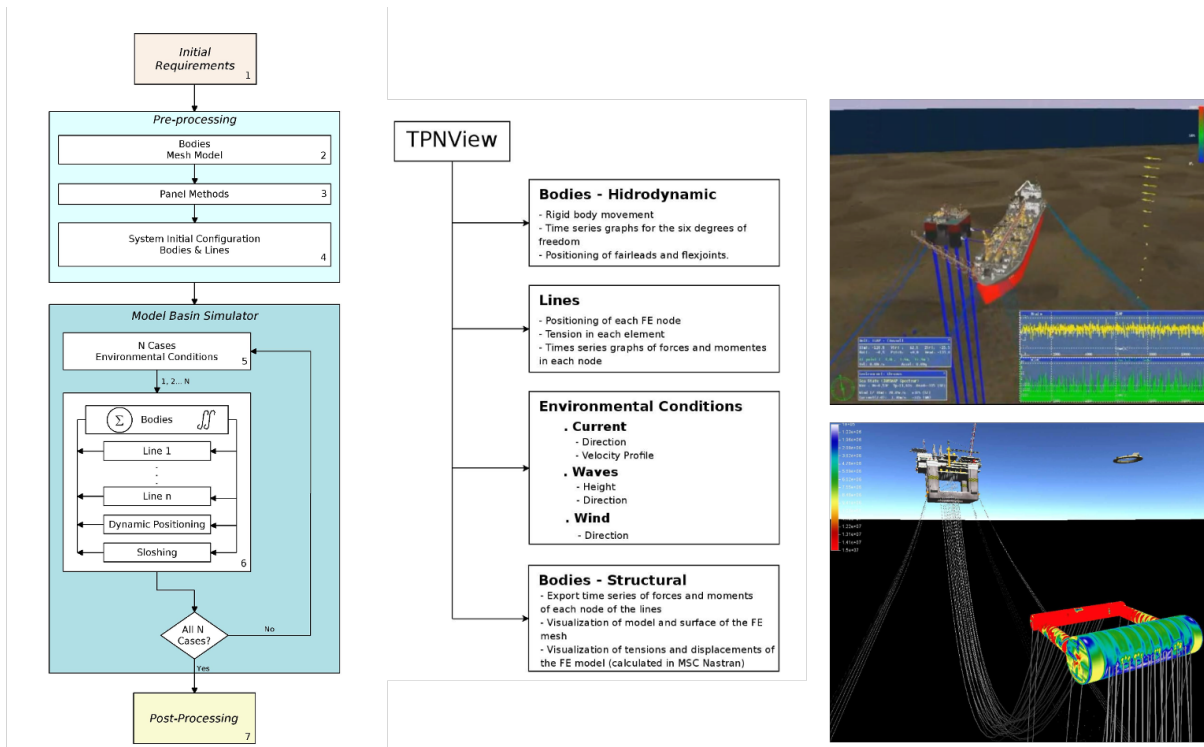 Initial
Requirements
1
Pre-processing
Bodies
Mesh Model
2
Panel Methods
3
System Initial Configuration
Bodies & Lines
4
Model Basin Simulator
N Cases
Environmental Conditions
5
1, 2... N
∑ Bodies ∬
Line 1
.
.
.
Line n
Dynamic Positioning
Sloshing
6
All N
Cases?
No
Yes
Post-Processing
7
TPNView
Bodies - Hidrodynamic
- Rigid body movement
- Time series graphs for the six degrees of
freedom
- Positioning of fairleads and flexjoints.
Lines
- Positioning of each FE node
- Tension in each element
- Times series graphs of forces and momentes
in each node
Environmental Conditions
. Current
- Direction
- Velocity Profile
. Waves
- Height
- Direction
. Wind
- Direction
Bodies - Structural
- Export time series of forces and moments
of each node of the lines
- Visualization of model and surface of the FE
mesh
- Visualization of tensions and displacements of
the FE model (calculated in MSC Nastran)